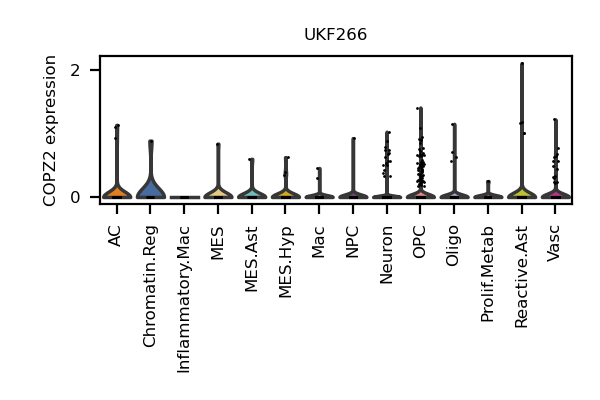 UKF266
COPZ2 expression
2
0
AC
Chromatin.Reg
Inflammatory.Mac
MES
MES.Ast
MES.Hyp
Mac
NPC
Neuron
OPC
Oligo
Prolif.Metab
Reactive.Ast
Vasc